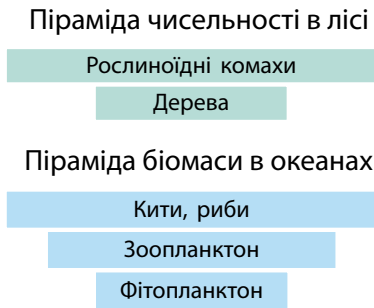 Піраміда чисельності в лісі
Рослиноїдні комахи
Дерева
Піраміда біомаси в океанах
Кити, риби
Зоопланктон
Фітопланктон